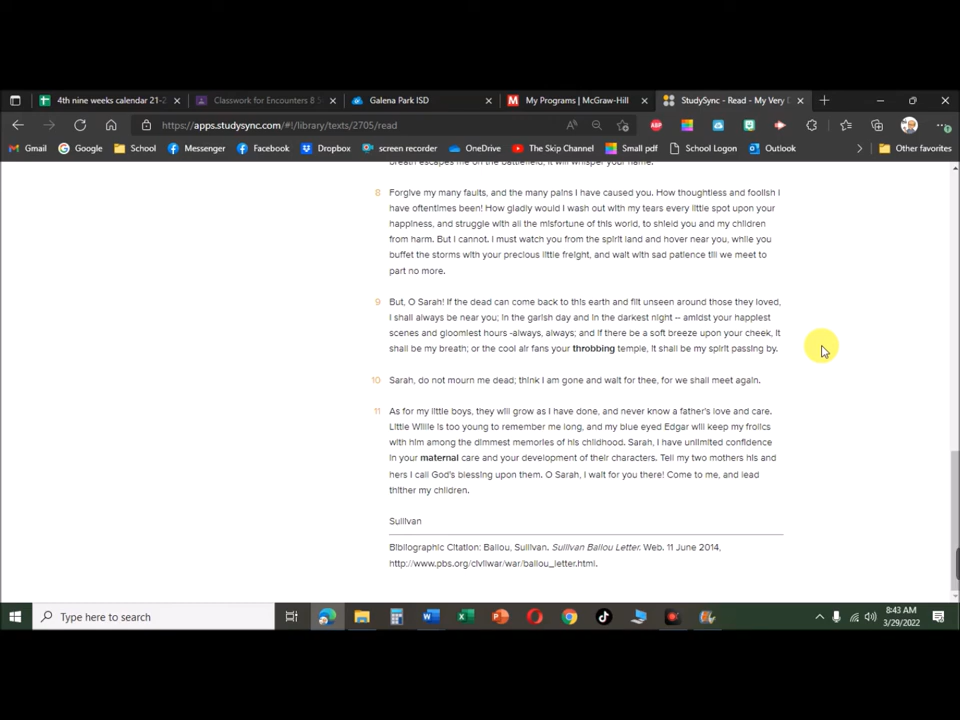 4th nine weeks calendar 21-2
Classwork for Encounters 8 S
Galena Park ISD
My Programs | McGraw-Hill
StudySync - Read - My Very D
https://apps.studysync.com/#!/library/texts/2705/read
Gmail Google School Messenger Facebook Dropbox screen recorder OneDrive The Skip Channel Small pdf School Logon Outlook Other favorites
breath escapes me on the battlefield, it will whisper your name.
8 Forgive my many faults, and the many pains I have caused you. How thoughtless and foolish I
have oftentimes been! How gladly would I wash out with my tears every little spot upon your
happiness, and struggle with all the misfortune of this world, to shield you and my children
from harm. But I cannot. I must watch you from the spirit land and hover near you, while you
buffet the storms with your precious little freight, and wait with sad patience till we meet to
part no more.
9 But, O Sarah! If the dead can come back to this earth and flit unseen around those they loved,
I shall always be near you; in the garish day and in the darkest night -- amidst your happiest
scenes and gloomiest hours -always, always; and if there be a soft breeze upon your cheek, it
shall be my breath; or the cool air fans your throbbing temple, it shall be my spirit passing by.
10 Sarah, do not mourn me dead; think I am gone and wait for thee, for we shall meet again.
11 As for my little boys, they will grow as I have done, and never know a father's love and care.
Little Willie is too young to remember me long, and my blue eyed Edgar will keep my frolics
with him among the dimmest memories of his childhood. Sarah, I have unlimited confidence
in your maternal care and your development of their characters. Tell my two mothers his and
hers I call God's blessing upon them. O Sarah, I wait for you there! Come to me, and lead
thither my children.
Sullivan
Bibliographic Citation: Ballou, Sullivan. Sullivan Ballou Letter. Web. 11 June 2014,
http://www.pbs.org/civilwar/war/ballou_letter.html.
Type here to search
8:43 AM
3/29/2022